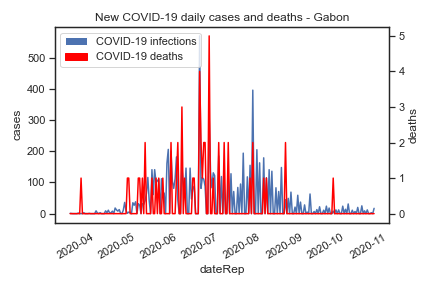 New COVID-19 daily cases and deaths - Gabon
COVID-19 infections
COVID-19 deaths
cases
500
400
300
200
100
0
deaths
5
4
3
2
1
0
2020-04 2020-05 2020-06 2020-07 2020-08 2020-09 2020-10 2020-11
dateRep